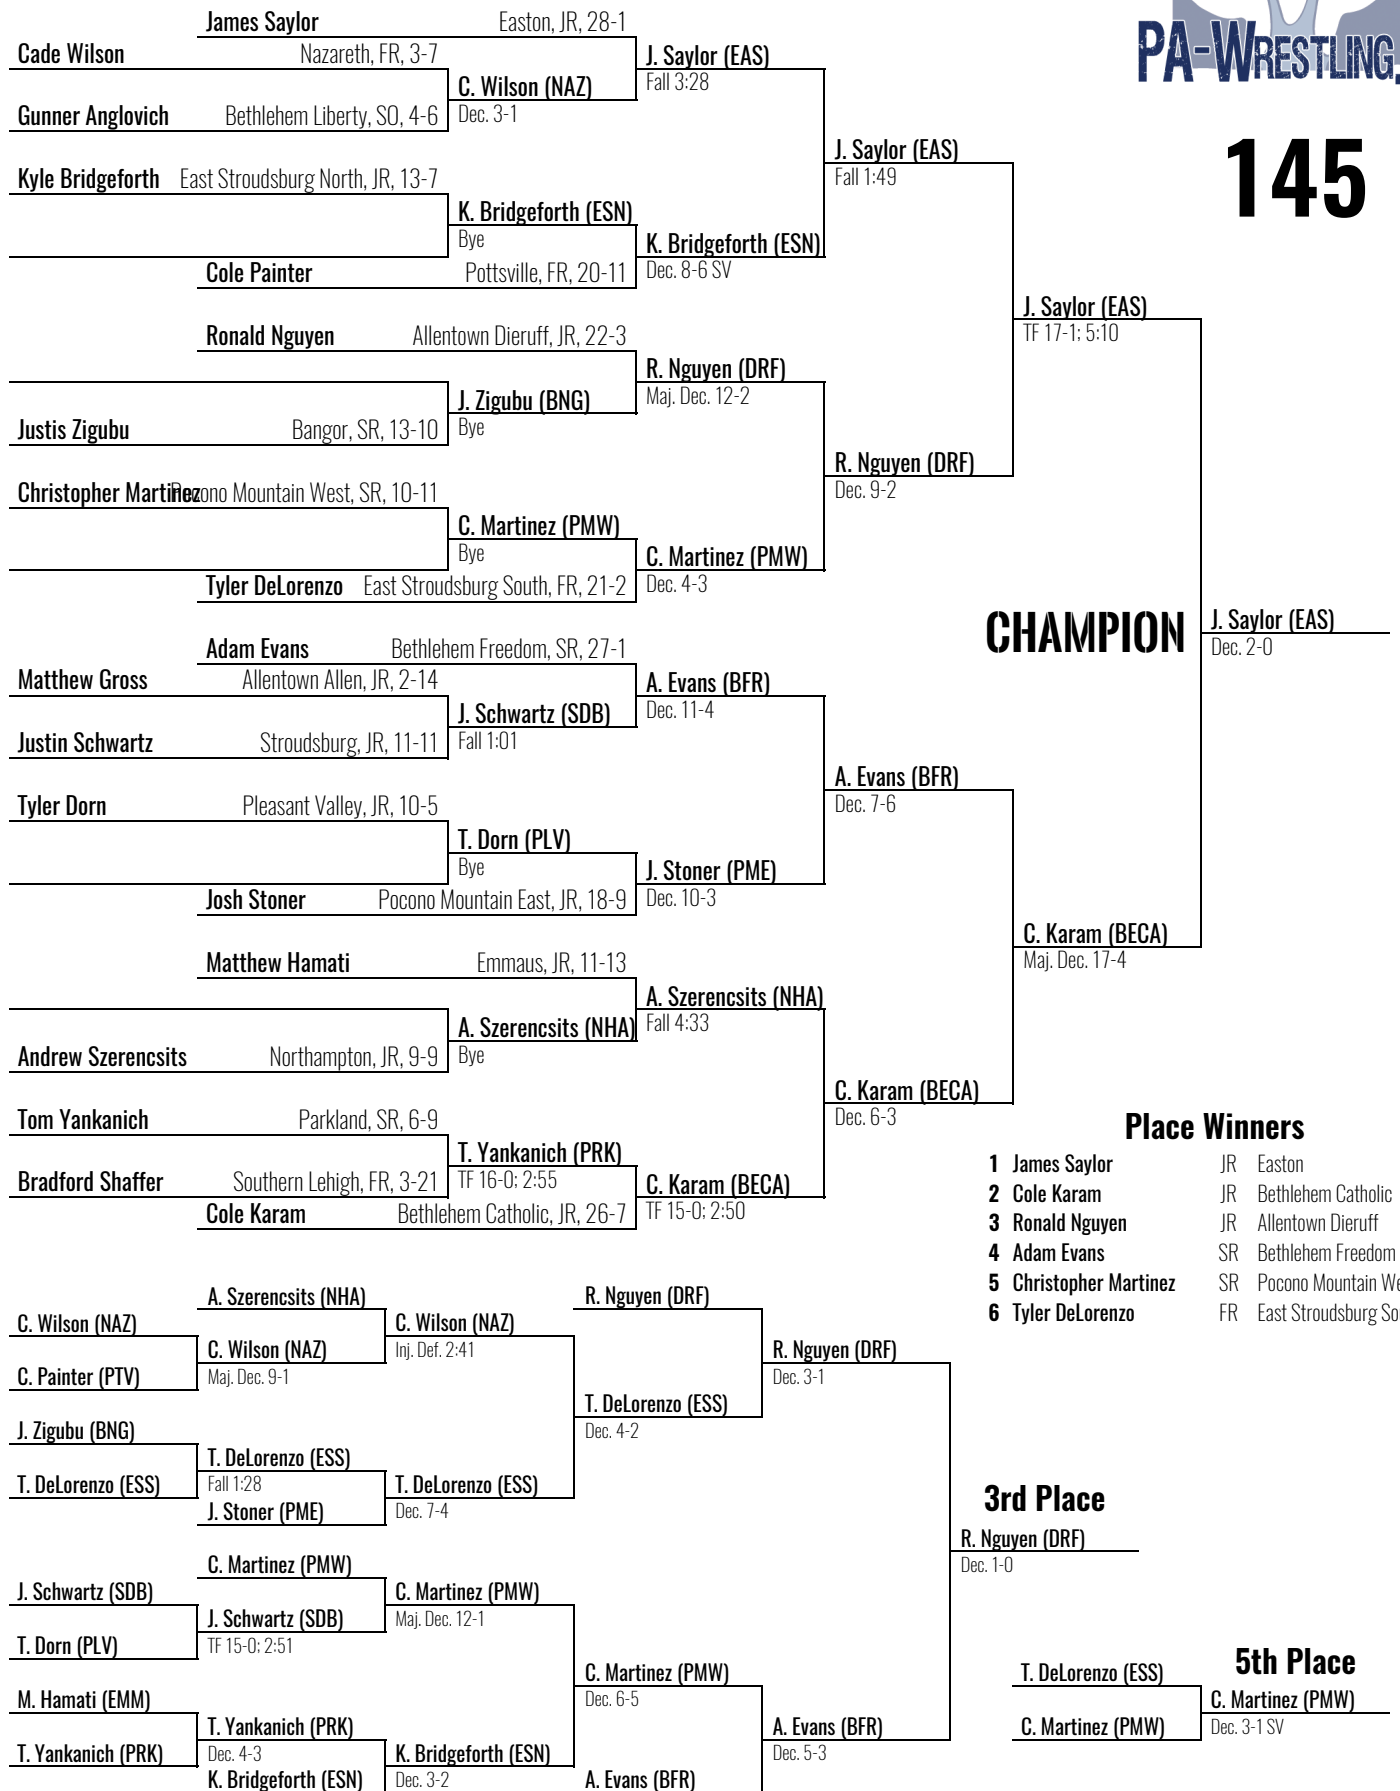 James Saylor Easton, JR, 28-1
Cade Wilson Nazareth, FR, 3-7
J. Saylor (EAS)
Fall 3:28
C. Wilson (NAZ)
Dec. 3-1
Gunner Anglovich Bethlehem Liberty, SO, 4-6
PA-WRESTLING.
145
J. Saylor (EAS)
Fall 1:49
Kyle Bridgeforth East Stroudsburg North, JR, 13-7
K. Bridgeforth (ESN)
Bye
K. Bridgeforth (ESN)
Dec. 8-6 SV
Cole Painter Pottsville, FR, 20-11
J. Saylor (EAS)
TF 17-1; 5:10
Ronald Nguyen Allentown Dieruff, JR, 22-3
R. Nguyen (DRF)
Maj. Dec. 12-2
J. Zigubu (BNG)
Bye
Justis Zigubu Bangor, SR, 13-10
R. Nguyen (DRF)
Dec. 9-2
Christopher Martinez Pocono Mountain West, SR, 10-11
C. Martinez (PMW)
Bye
C. Martinez (PMW)
Dec. 4-3
Tyler DeLorenzo East Stroudsburg South, FR, 21-2
CHAMPION
J. Saylor (EAS)
Dec. 2-0
Adam Evans Bethlehem Freedom, SR, 27-1
Matthew Gross Allentown Allen, JR, 2-14
A. Evans (BFR)
Dec. 11-4
J. Schwartz (SDB)
Fall 1:01
Justin Schwartz Stroudsburg, JR, 11-11
A. Evans (BFR)
Dec. 7-6
Tyler Dorn Pleasant Valley, JR, 10-5
T. Dorn (PLV)
Bye
J. Stoner (PME)
Dec. 10-3
Josh Stoner Pocono Mountain East, JR, 18-9
C. Karam (BECA)
Maj. Dec. 17-4
Matthew Hamati Emmaus, JR, 11-13
A. Szerencsits (NHA)
Fall 4:33
A. Szerencsits (NHA)
Bye
Andrew Szerencsits Northampton, JR, 9-9
C. Karam (BECA)
Dec. 6-3
Tom Yankanich Parkland, SR, 6-9
T. Yankanich (PRK)
TF 16-0; 2:55
Bradford Shaffer Southern Lehigh, FR, 3-21
C. Karam (BECA)
TF 15-0; 2:50
Cole Karam Bethlehem Catholic, JR, 26-7
Place Winners
1 James Saylor JR Easton
2 Cole Karam JR Bethlehem Catholic
3 Ronald Nguyen JR Allentown Dieruff
4 Adam Evans SR Bethlehem Freedom
5 Christopher Martinez SR Pocono Mountain We
6 Tyler DeLorenzo FR East Stroudsburg So
A. Szerencsits (NHA)
C. Wilson (NAZ)
C. Wilson (NAZ)
Inj. Def. 2:41
C. Wilson (NAZ)
Maj. Dec. 9-1
C. Painter (PTV)
R. Nguyen (DRF)
R. Nguyen (DRF)
Dec. 3-1
T. DeLorenzo (ESS)
Dec. 4-2
J. Zigubu (BNG)
T. DeLorenzo (ESS)
Fall 1:28
T. DeLorenzo (ESS)
T. DeLorenzo (ESS)
Dec. 7-4
J. Stoner (PME)
3rd Place
R. Nguyen (DRF)
Dec. 1-0
C. Martinez (PMW)
J. Schwartz (SDB)
C. Martinez (PMW)
Maj. Dec. 12-1
J. Schwartz (SDB)
TF 15-0; 2:51
T. Dorn (PLV)
C. Martinez (PMW)
Dec. 6-5
M. Hamati (EMM)
T. Yankanich (PRK)
Dec. 4-3
T. Yankanich (PRK)
K. Bridgeforth (ESN)
Dec. 3-2
K. Bridgeforth (ESN)
A. Evans (BFR)
A. Evans (BFR)
Dec. 5-3
5th Place
T. DeLorenzo (ESS)
C. Martinez (PMW)
Dec. 3-1 SV
C. Martinez (PMW)